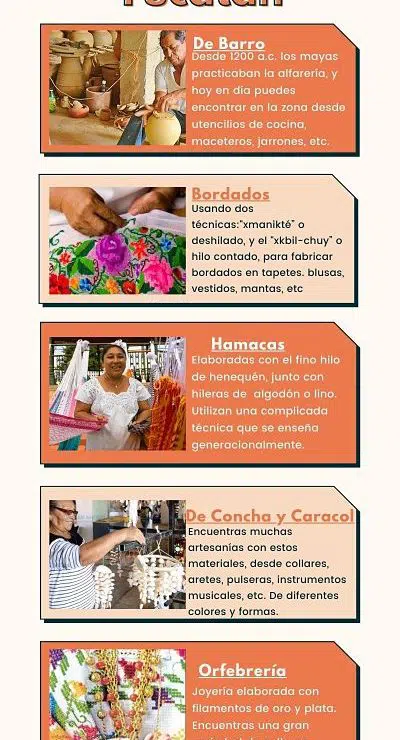 De Barro
Desde 1200 a.c. los mayas
practicaban la alfarería, y
hoy en día puedes
encontrar en la zona desde
utencilios de cocina,
maceteros, jarrones, etc.
Bordados
Usando dos
técnicas:"xmanikté" o
deshilado, y el "xkbil-chuy" o
hilo contado, para fabricar
bordados en tapetes. blusas,
vestidos, mantas, etc
Hamacas
Elaboradas con el fino hilo
de henequén, junto con
hileras de algodón o lino.
Utilizan una complicada
técnica que se enseña
generacionalmente.
De Concha y Caracol
Encuentras muchas
artesanías con estos
materiales, desde collares,
aretes, pulseras, instrumentos
musicales, etc. De diferentes
colores y formas.
Orfebrería
Joyería elaborada con
filamentos de oro y plata.
Encuentras una gran